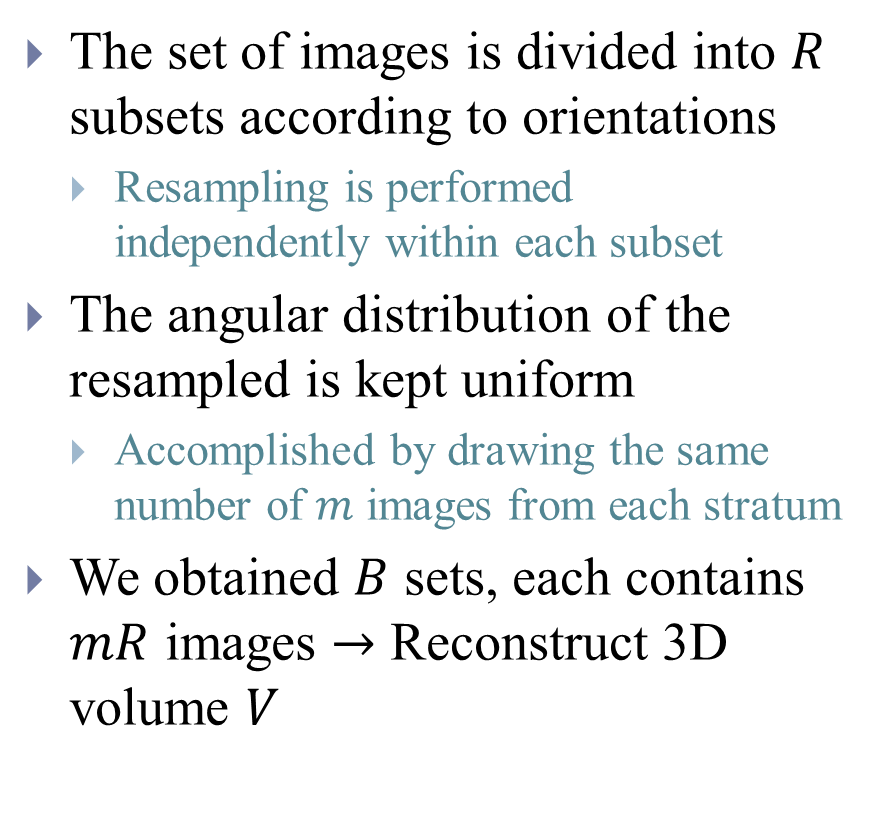 The set of images is divided into R
subsets according to orientations
Resampling is performed
independently within each subset
The angular distribution of the
resampled is kept uniform
Accomplished by drawing the same
number of m images from each stratum
We obtained B sets, each contains
mR images → Reconstruct 3D
volume V